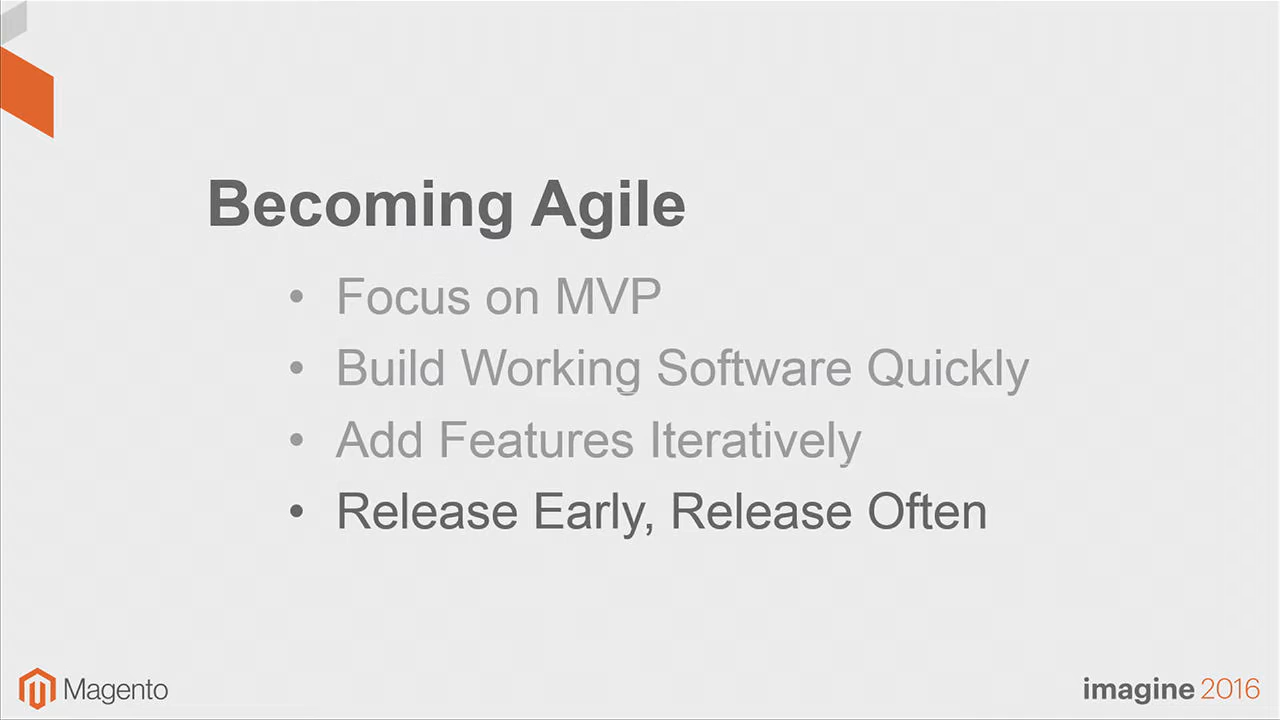 Becoming Agile
• Focus on MVP
• Build Working Software Quickly
• Add Features Iteratively
• Release Early, Release Often
Magento
imagine 2016